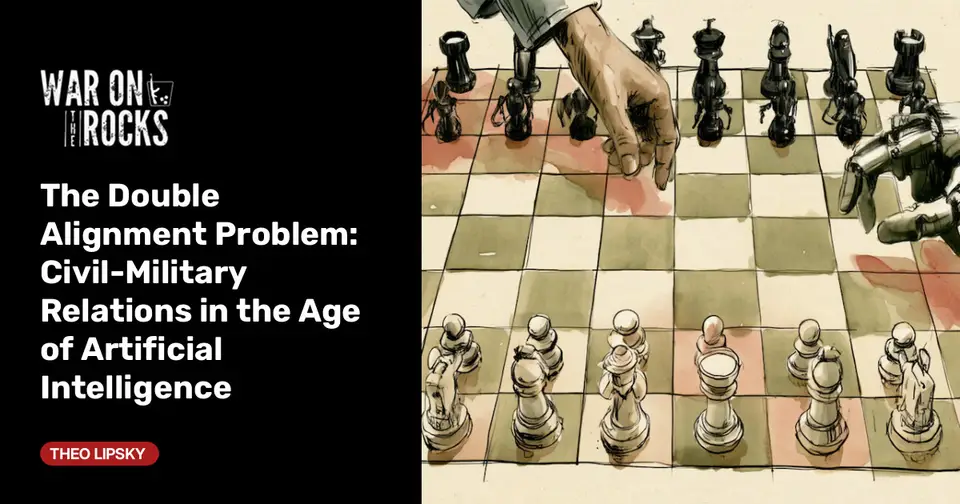 WAR ON
THE
ROCKS
The Double
Alignment Problem:
Civil-Military
Relations in the Age
of Artificial
Intelligence
THEO LIPSKY